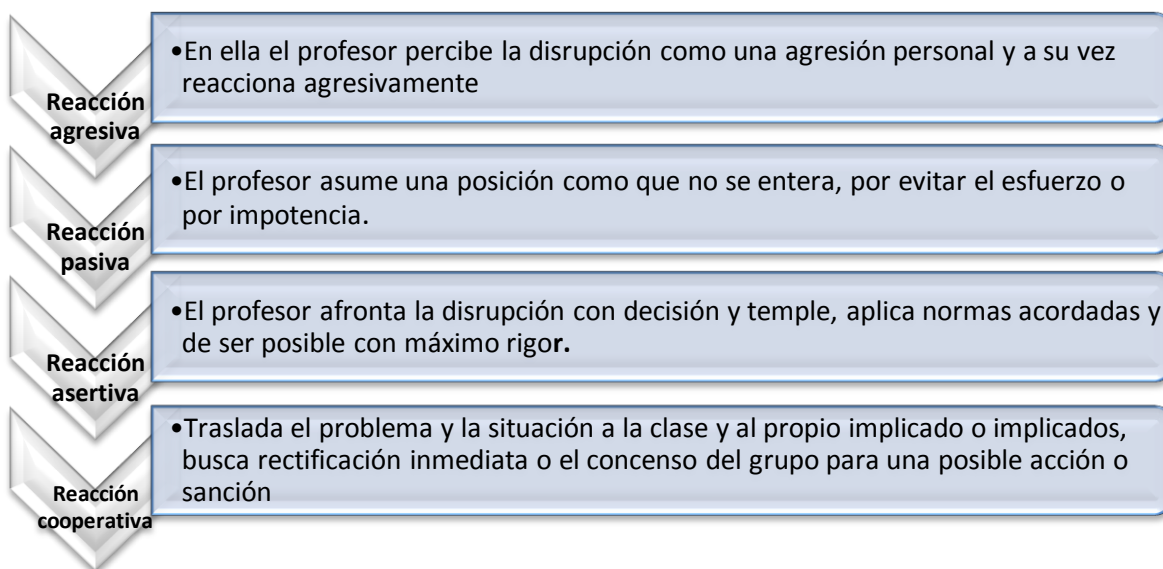 Reacción
agresiva
•En ella el profesor percibe la disrupción como una agresión personal y a su vez
reacciona agresivamente
Reacción
pasiva
•El profesor asume una posición como que no se entera, por evitar el esfuerzo o
por impotencia.
Reacción
asertiva
•El profesor afronta la disrupción con decisión y temple, aplica normas acordadas y
de ser posible con máximo rigor.
Reacción
cooperativa
•Traslada el problema y la situación a la clase y al propio implicado o implicados,
busca rectificación inmediata o el concenso del grupo para una posible acción o
sanción